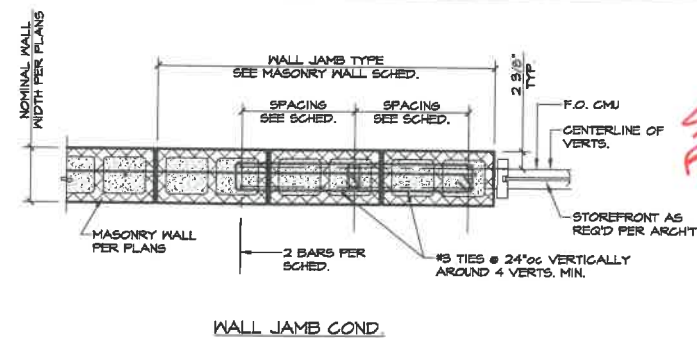 NOMINAL WALL
WIDTH PER PLANS
WALL JAMB TYPE
SEE MASONRY WALL SCHED.
SPACING
SEE SCHED.
SPACING
SEE SCHED.
2 3/8"
TYP.
F.O. CMU
CENTERLINE OF
VERTS.
STOREFRONT AS
REQ'D PER ARCH'T
MASONRY WALL
PER PLANS
2 BARS PER
SCHED.
#3 TIES @ 24"oc VERTICALLY
AROUND 4 VERTS. MIN.
WALL JAMB COND.